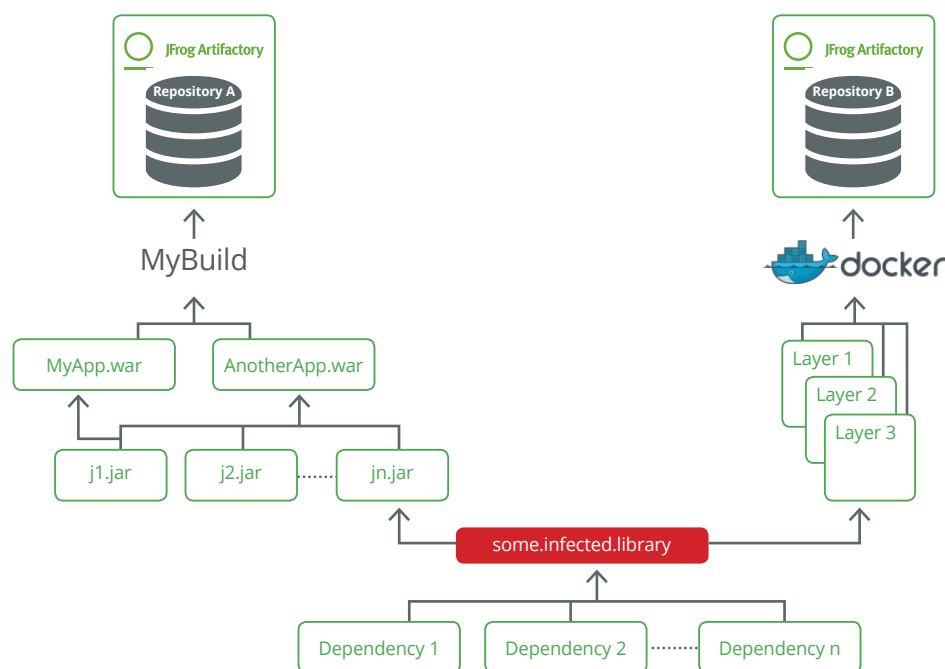 JFrog Artifactory
Repository A
JFrog Artifactory
Repository B
MyBuild
docker
MyApp.war
AnotherApp.war
Layer 1
Layer 2
Layer 3
j1.jar
j2.jar
jn.jar
some.infected.library
Dependency 1
Dependency 2
Dependency n